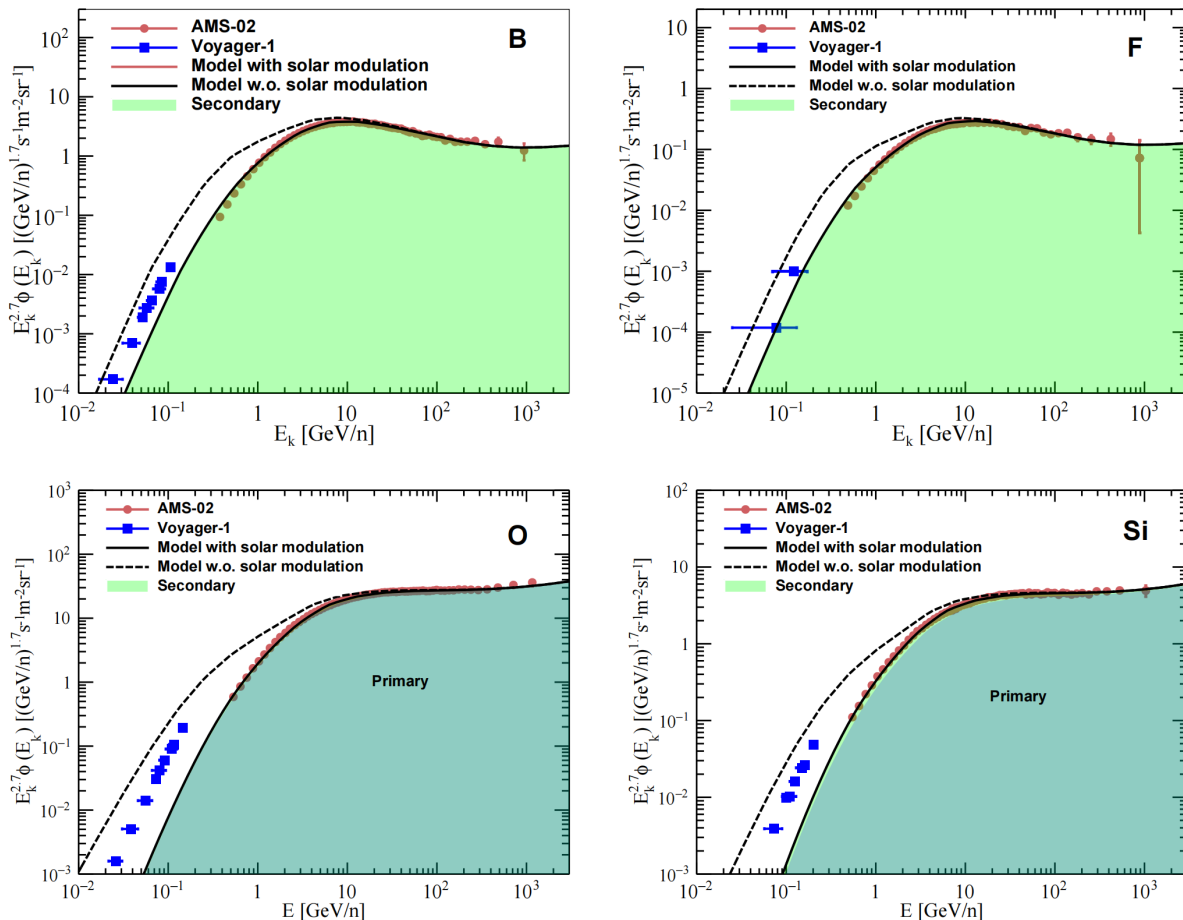 B
AMS-02
Voyager-1
Model with solar modulation
Model w.o. solar modulation
Secondary
E_k^2.7 ϕ (E_k) [(GeV/n)^1.7 s^-1 m^-2 sr^-1]
10^2
10
1
10^-1
10^-2
10^-3
10^-4
10^-2 10^-1 1 10 10^2 10^3
E_k [GeV/n]
F
AMS-02
Voyager-1
Model with solar modulation
Model w.o. solar modulation
Secondary
E_k^2.7 ϕ (E_k) [(GeV/n)^1.7 s^-1 m^-2 sr^-1]
10
1
10^-1
10^-2
10^-3
10^-4
10^-5
10^-2 10^-1 1 10 10^2 10^3
E_k [GeV/n]
O
AMS-02
Voyager-1
Model with solar modulation
Model w.o. solar modulation
Secondary
Primary
E_k^2.7 ϕ (E_k) [(GeV/n)^1.7 s^-1 m^-2 sr^-1]
10^3
10^2
10
1
10^-1
10^-2
10^-3
10^-2 10^-1 1 10 10^2 10^3
E [GeV/n]
Si
AMS-02
Voyager-1
Model with solar modulation
Model w.o. solar modulation
Secondary
Primary
E_k^2.7 ϕ (E_k) [(GeV/n)^1.7 s^-1 m^-2 sr^-1]
10^2
10
1
10^-1
10^-2
10^-3
10^-2 10^-1 1 10 10^2 10^3
E [GeV/n]